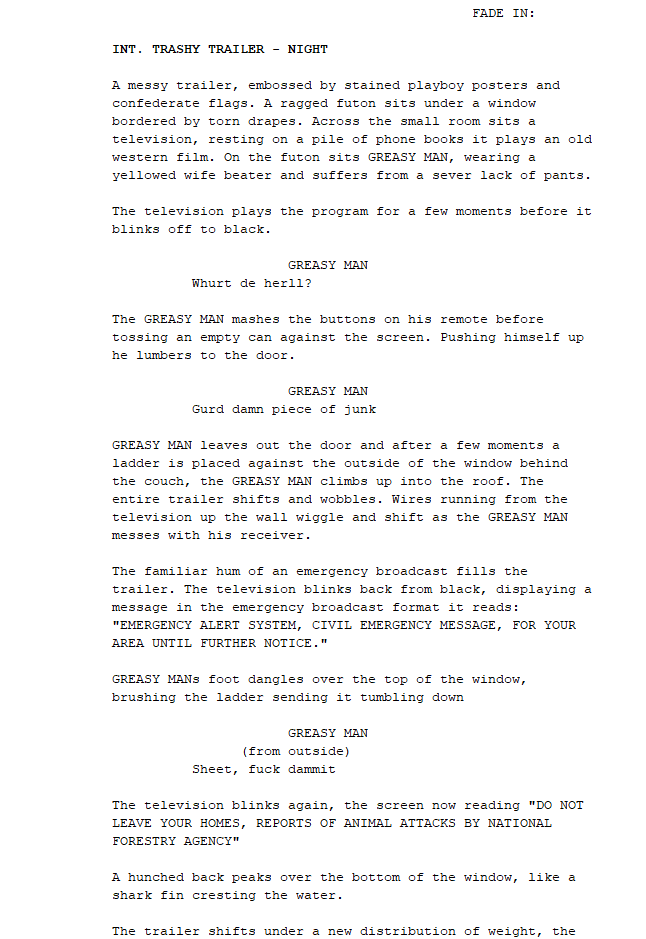 FADE IN:
INT. TRASHY TRAILER - NIGHT
A messy trailer, embossed by stained playboy posters and
confederate flags. A ragged futon sits under a window
bordered by torn drapes. Across the small room sits a
television, resting on a pile of phone books it plays an old
western film. On the futon sits GREASY MAN, wearing a
yellowed wife beater and suffers from a sever lack of pants.
The television plays the program for a few moments before it
blinks off to black.
GREASY MAN
Whurt de herll?
The GREASY MAN mashes the buttons on his remote before
tossing an empty can against the screen. Pushing himself up
he lumbers to the door.
GREASY MAN
Gurd damn piece of junk
GREASY MAN leaves out the door and after a few moments a
ladder is placed against the outside of the window behind
the couch, the GREASY MAN climbs up into the roof. The
entire trailer shifts and wobbles. Wires running from the
television up the wall wiggle and shift as the GREASY MAN
messes with his receiver.
The familiar hum of an emergency broadcast fills the
trailer. The television blinks back from black, displaying a
message in the emergency broadcast format it reads:
"EMERGENCY ALERT SYSTEM, CIVIL EMERGENCY MESSAGE, FOR YOUR
AREA UNTIL FURTHER NOTICE."
GREASY MANs foot dangles over the top of the window,
brushing the ladder sending it tumbling down
GREASY MAN
(from outside)
Sheet, fuck dammit
The television blinks again, the screen now reading "DO NOT
LEAVE YOUR HOMES, REPORTS OF ANIMAL ATTACKS BY NATIONAL
FORESTRY AGENCY"
A hunched back peaks over the bottom of the window, like a
shark fin cresting the water.
The trailer shifts under a new distribution of weight, the